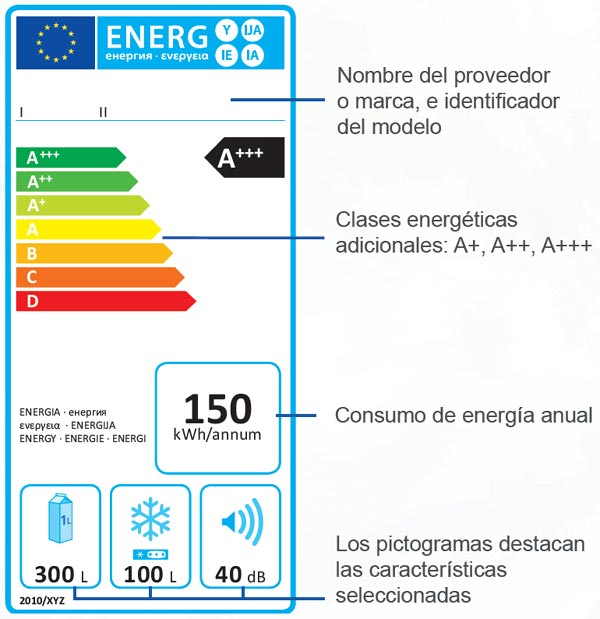 ENERG Y IJA
енергия · ενεργεια IE IA
Nombre del proveedor
o marca, e identificador
del modelo
I II
A+++ A+++
A++
A+
A
B
C
D
Clases energéticas
adicionales: A+, A++, A+++
ENERGIA · енергия
ενεργεια · ENERGIJA
ENERGY · ENERGIE · ENERGI
150
kWh/annum
Consumo de energía anual
1L
300 L
100 L
40 dB
Los pictogramas destacan
las características
seleccionadas
2010/XYZ